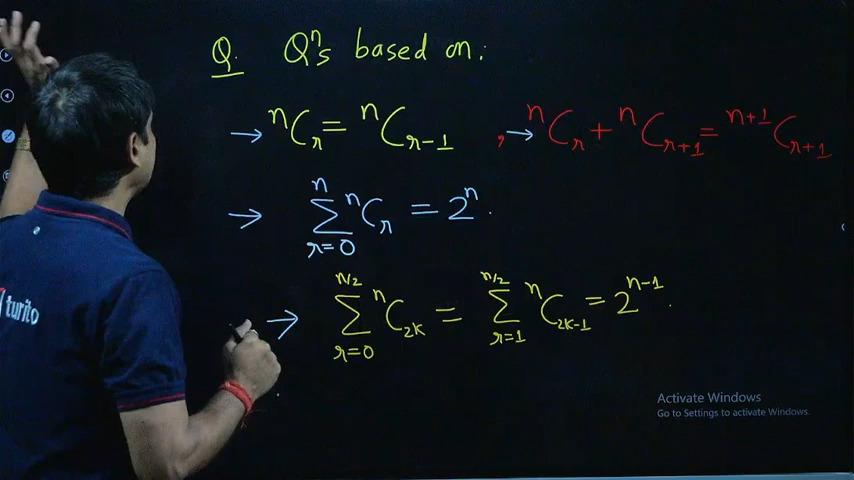 Q. Qⁿs based on:
→ ⁿCᵣ = ⁿCᵣ₋₁ , → ⁿCᵣ + ⁿCᵣ₊₁ = ⁿ⁺¹Cᵣ₊₁
→ n∑r=0 ⁿCᵣ = 2ⁿ.
→ n/2∑r=0 ⁿC₂ₖ = n/2∑r=1 ⁿC₂ₖ₋₁ = 2ⁿ⁻¹.
turito
Activate Windows
Go to Settings to activate Windows.